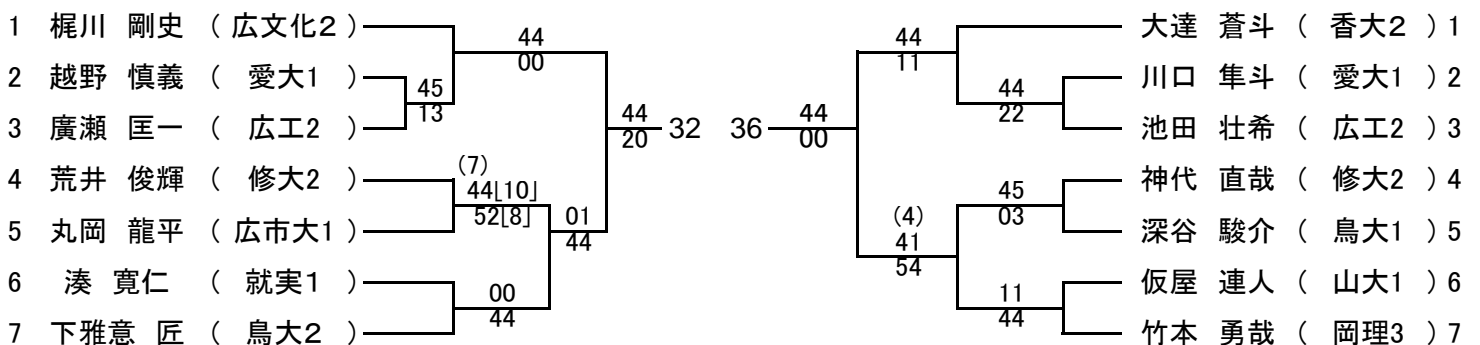 1 梶川 剛史 ( 広文化2 )
44
00
大達 蒼斗 ( 香大2 ) 1
44
11
2 越野 慎義 ( 愛大1 )
45
13
川口 隼斗 ( 愛大1 ) 2
44
22
3 廣瀬 匡一 ( 広工2 )
44
20
32
36
44
00
池田 壮希 ( 広工2 ) 3
4 荒井 俊輝 ( 修大2 )
(7)
44[10]
52[8]
神代 直哉 ( 修大2 ) 4
45
03
5 丸岡 龍平 ( 広市大1 )
01
44
(4)
41
54
深谷 駿介 ( 鳥大1 ) 5
6 湊 寛仁 ( 就実1 )
00
44
仮屋 連人 ( 山大1 ) 6
11
44
7 下雅意 匠 ( 鳥大2 )
竹本 勇哉 ( 岡理3 ) 7